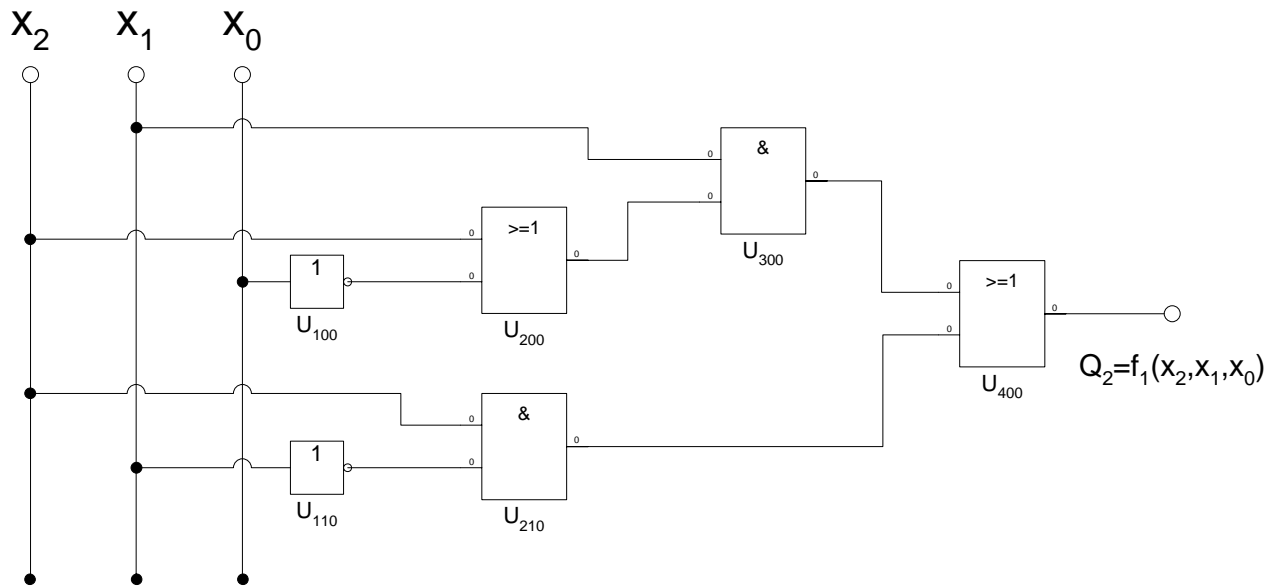 x₂ x₁ x₀
0 & 0
0
U₃₀₀
0 >=1 0
0
U₂₀₀
1
U₁₀₀
0 >=1 0
0
U₄₀₀
Q₂=f₁(x₂,x₁,x₀)
0 & 0
0
U₂₁₀
1
U₁₁₀